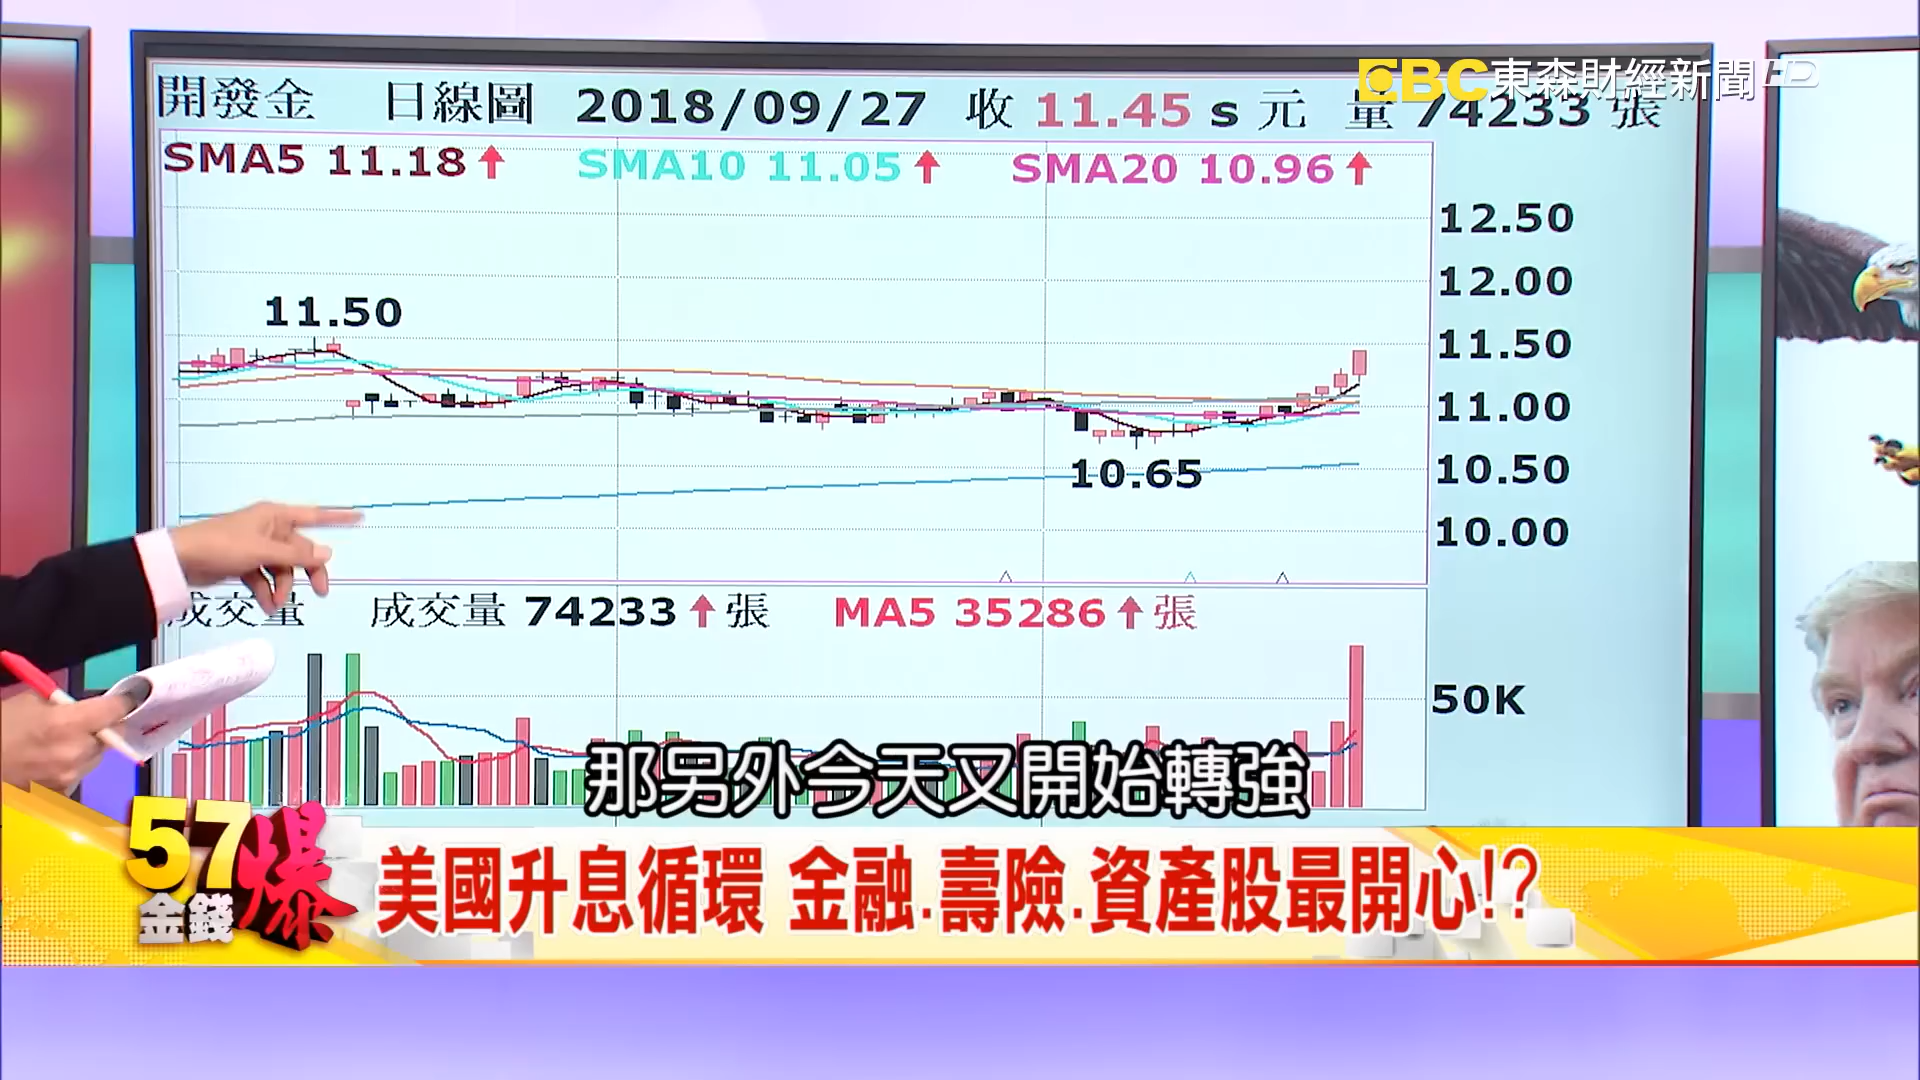 EBC東森財經新聞HD
開發金 日線圖 2018/09/27 收 11.45 s 元 量 74233 張
SMA5 11.18↑ SMA10 11.05↑ SMA20 10.96↑
12.50
12.00
11.50
11.50
11.00
10.65
10.50
10.00
成交量 成交量 74233↑張 MA5 35286↑張
50K
那另外今天又開始轉強
57金錢爆
美國升息循環 金融.壽險.資產股最開心!?